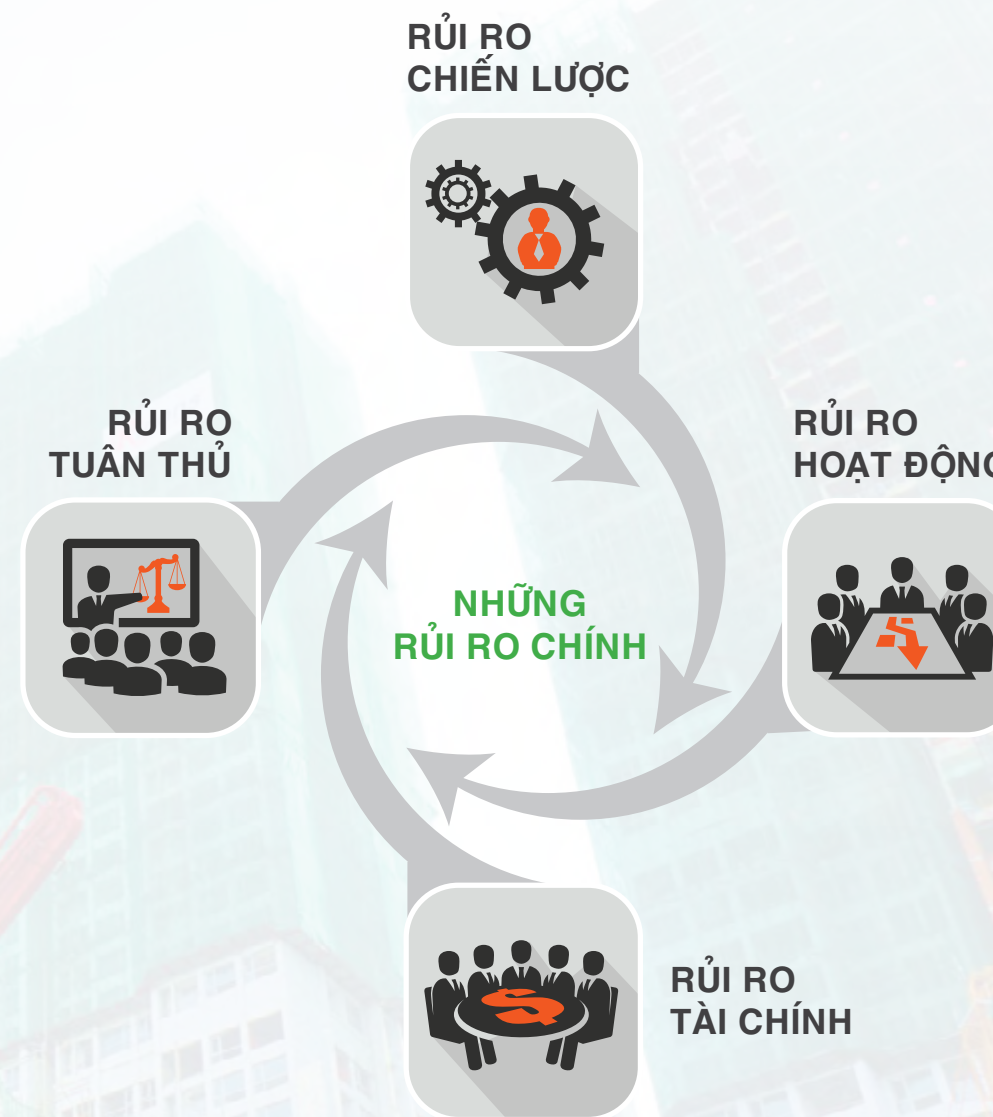 RỦI RO
CHIẾN LƯỢC
RỦI RO
TUÂN THỦ
RỦI RO
HOẠT ĐỘNG
NHỮNG
RỦI RO CHÍNH
RỦI RO
TÀI CHÍNH